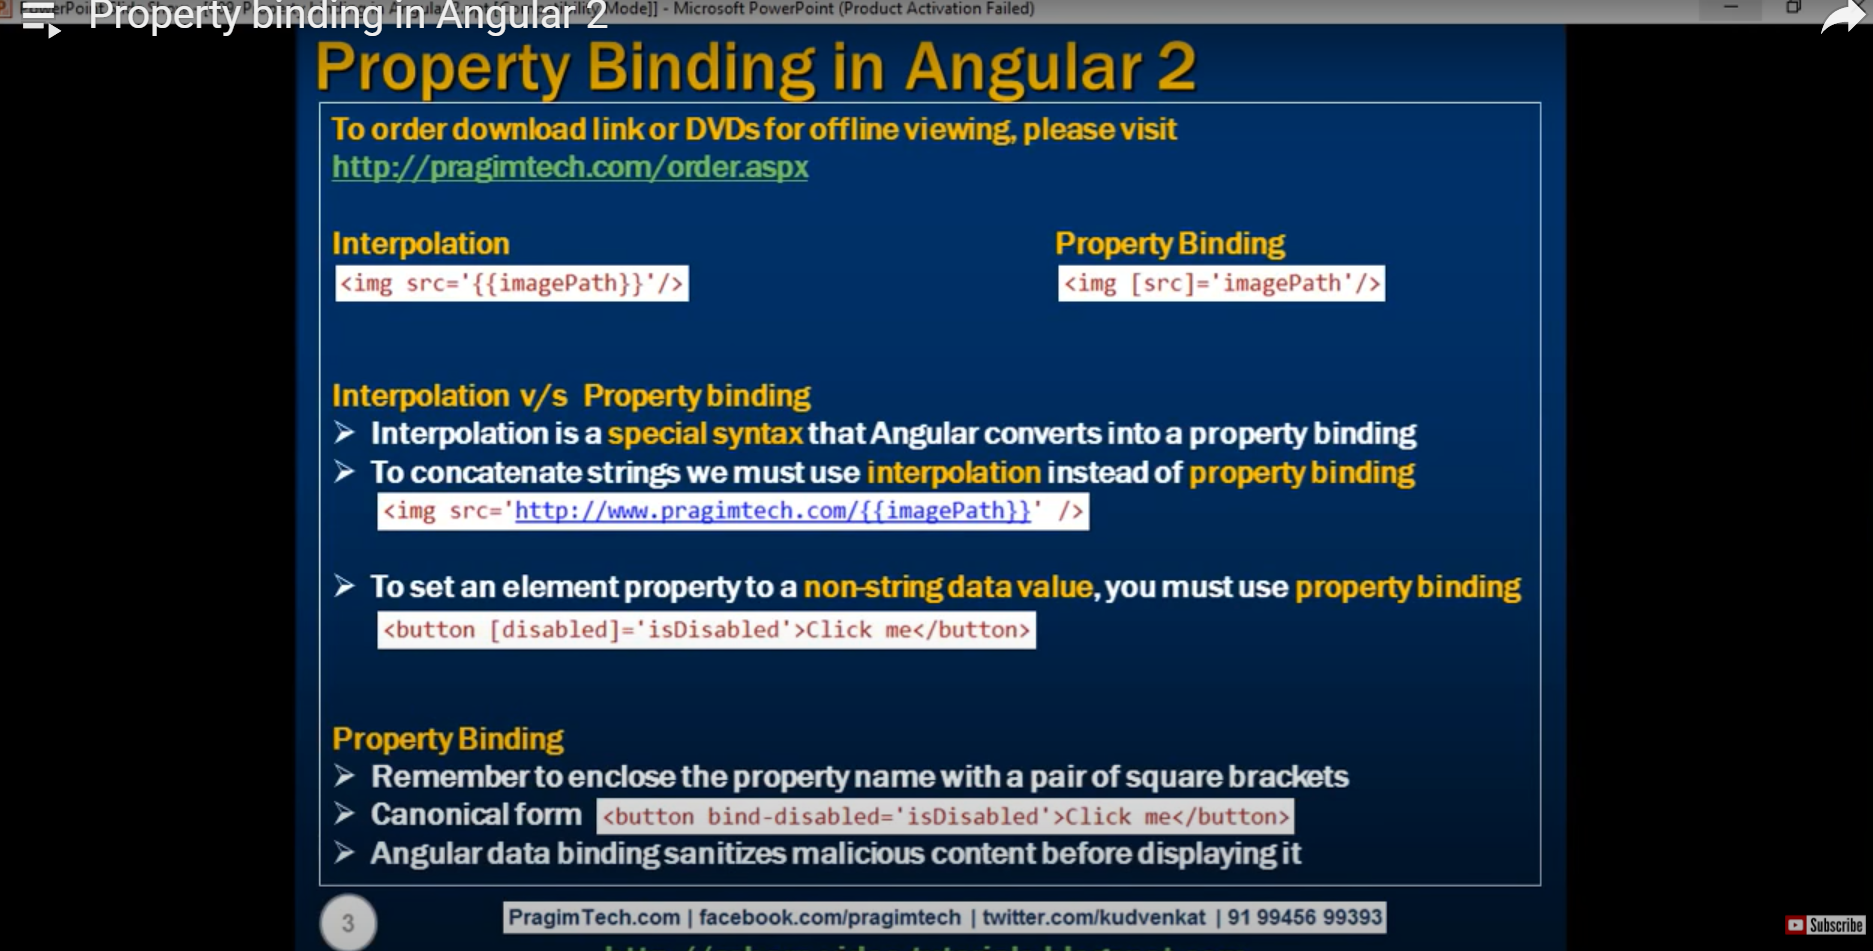 Property binding in Angular 2
Mode]] - Microsoft PowerPoint (Product Activation Failed)
Property Binding in Angular 2
To order download link or DVDs for offline viewing, please visit
http://pragimtech.com/order.aspx
Interpolation
Property Binding
<img src='{{imagePath}}'/>
<img [src]='imagePath'/>
Interpolation v/s Property binding
➢ Interpolation is a special syntax that Angular converts into a property binding
➢ To concatenate strings we must use interpolation instead of property binding
<img src='http://www.pragimtech.com/{{imagePath}}' />
➢ To set an element property to a non-string data value, you must use property binding
<button [disabled]='isDisabled'>Click me</button>
Property Binding
➢ Remember to enclose the property name with a pair of square brackets
➢ Canonical form <button bind-disabled='isDisabled'>Click me</button>
➢ Angular data binding sanitizes malicious content before displaying it
3
PragimTech.com | facebook.com/pragimtech | twitter.com/kudvenkat | 91 99456 99393
Subscribe